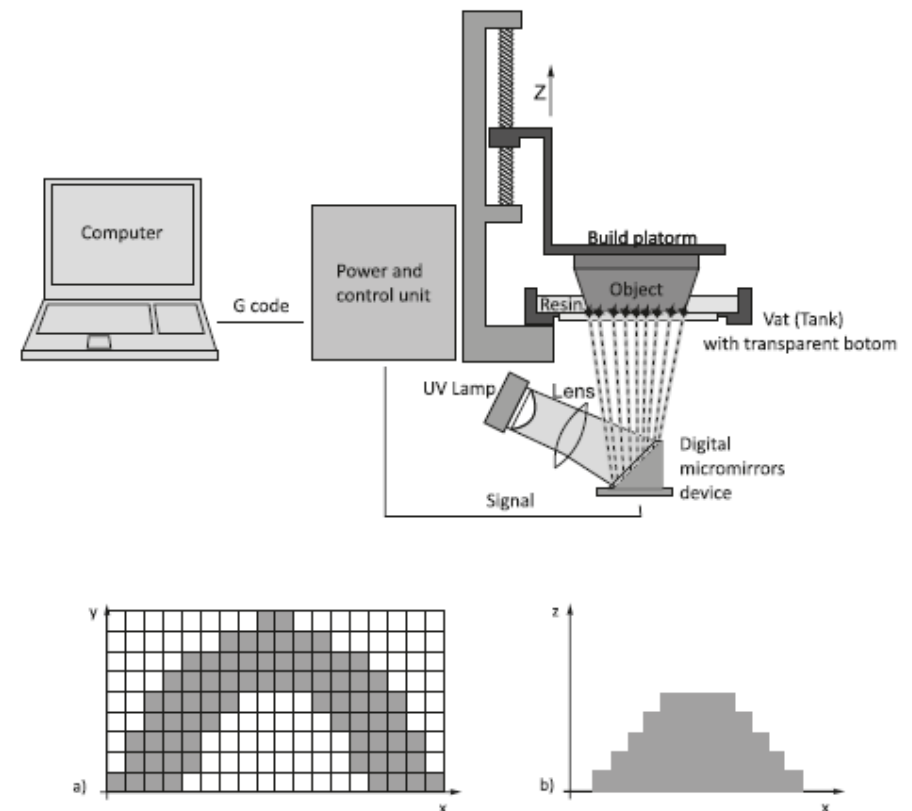 Z
Computer
Build platorm
Power and
control unit
Object
G code
Resin
Vat (Tank)
with transparent botom
UV Lamp
Lens
Digital
micromirrors
device
Signal
y
z
a)
b)
x
x